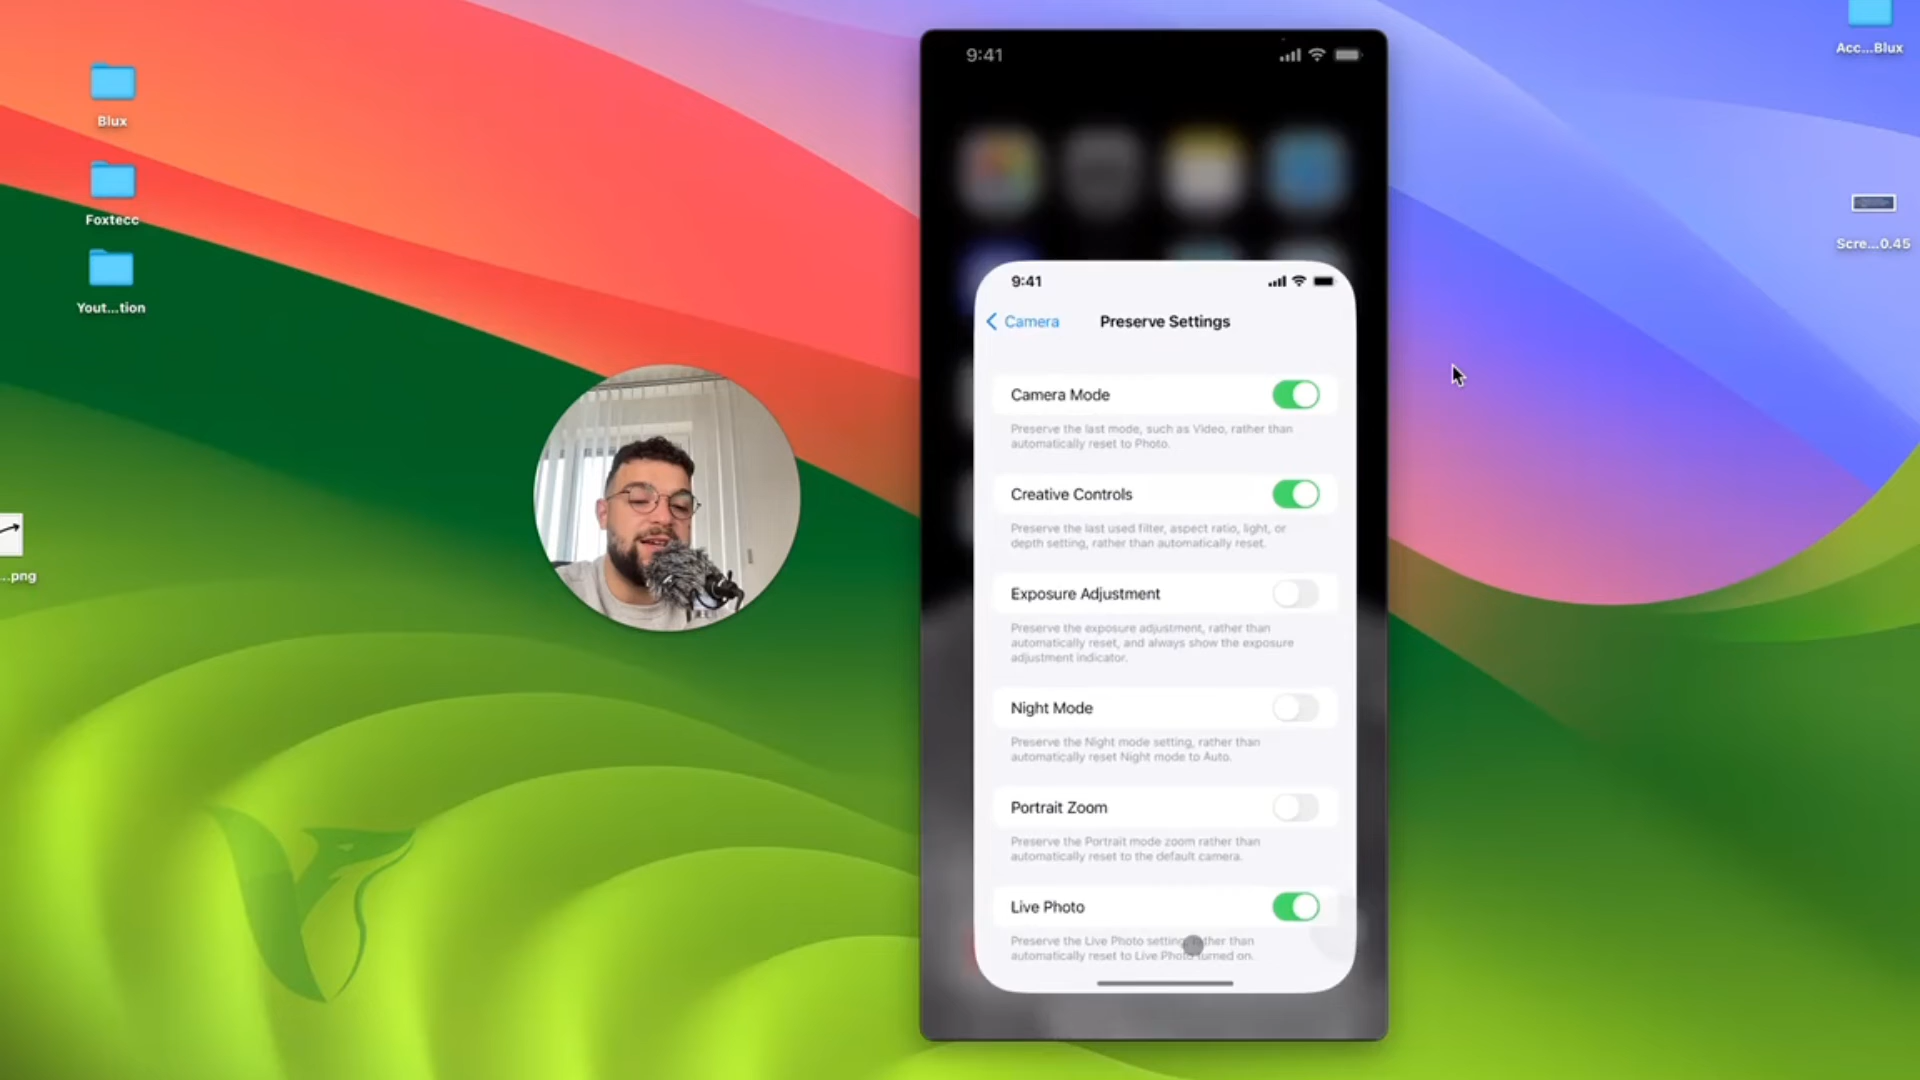 Blux
Foxtecc
Yout...tion
...png
Acc...Blux
Scre...0.45
9:41
9:41
Camera
Preserve Settings
Camera Mode
Preserve the last mode, such as Video, rather than
automatically reset to Photo.
Creative Controls
Preserve the last used filter, aspect ratio, light, or
depth setting, rather than automatically reset.
Exposure Adjustment
Preserve the exposure adjustment, rather than
automatically reset, and always show the exposure
adjustment indicator.
Night Mode
Preserve the Night mode setting, rather than
automatically reset Night mode to Auto.
Portrait Zoom
Preserve the Portrait mode zoom rather than
automatically reset to the default camera.
Live Photo
Preserve the Live Photo setting, rather than
automatically reset to Live Photo turned on.